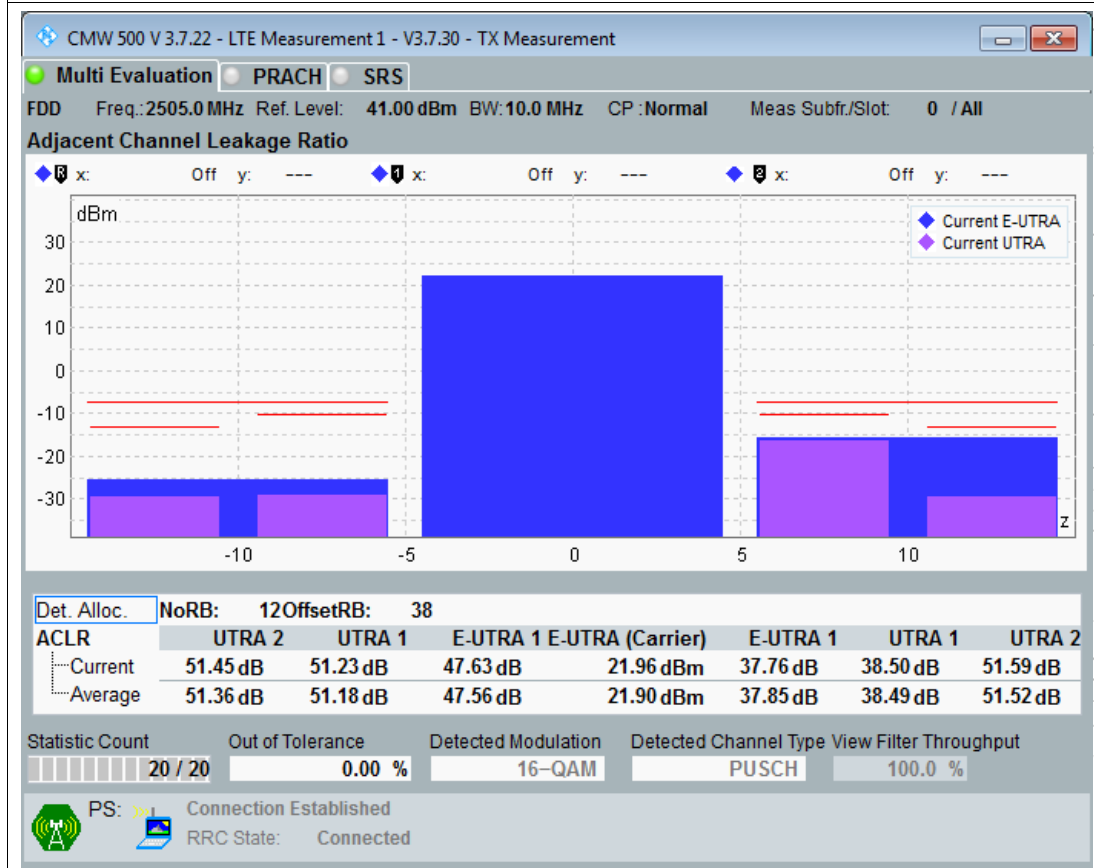 CMW 500 V 3.7.22 - LTE Measurement 1 - V3.7.30 - TX Measurement
Multi Evaluation PRACH SRS
FDD Freq.: 2505.0 MHz Ref. Level: 41.00 dBm BW: 10.0 MHz CP : Normal Meas Subfr./Slot: 0 / All
Adjacent Channel Leakage Ratio
R x: Off y: --- 1 x: Off y: --- 2 x: Off y: ---
dBm
Current E-UTRA
Current UTRA
30
20
10
0
-10
-20
-30
z
-10 -5 0 5 10
Det. Alloc. NoRB: 12 OffsetRB: 38
ACLR UTRA 2 UTRA 1 E-UTRA 1 E-UTRA (Carrier) E-UTRA 1 UTRA 1 UTRA 2
Current 51.45 dB 51.23 dB 47.63 dB 21.96 dBm 37.76 dB 38.50 dB 51.59 dB
Average 51.36 dB 51.18 dB 47.56 dB 21.90 dBm 37.85 dB 38.49 dB 51.52 dB
Statistic Count Out of Tolerance Detected Modulation Detected Channel Type View Filter Throughput
20 / 20 0.00 % 16-QAM PUSCH 100.0 %
PS: Connection Established
RRC State: Connected